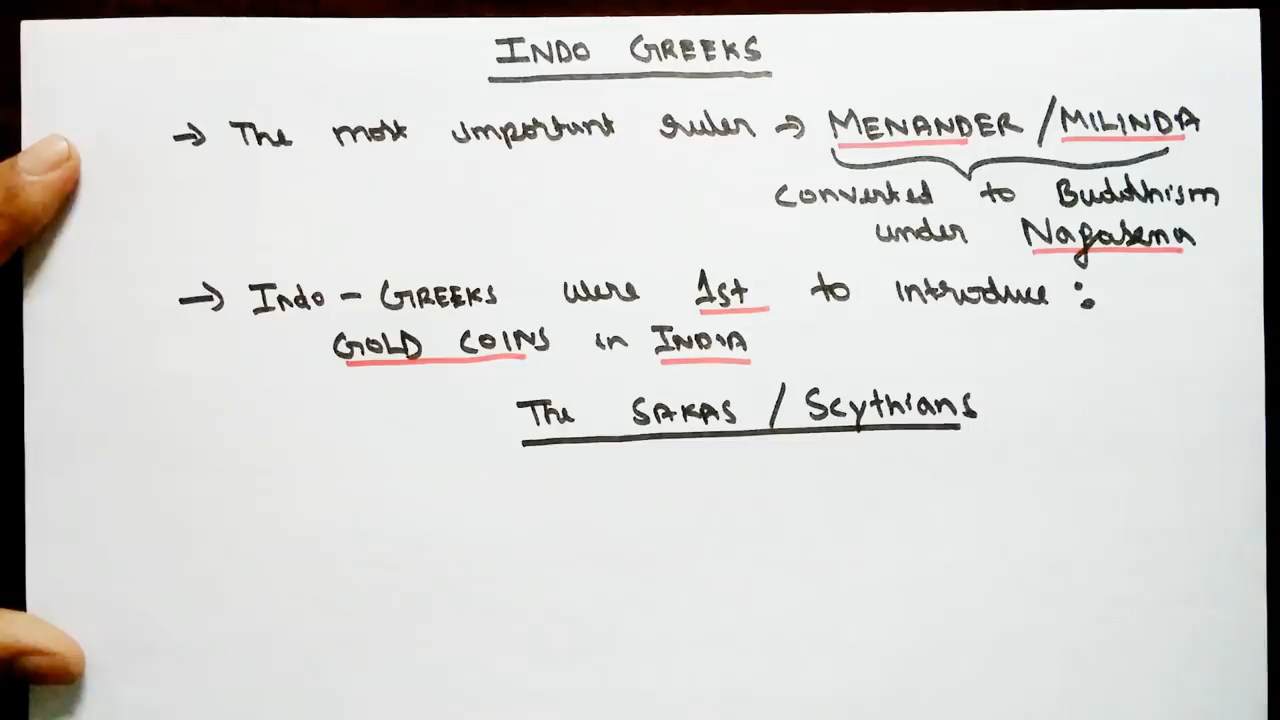 INDO GREEKS
→ The most important ruler → MENANDER / MILINDA
converted to Buddhism
under Nagasena
→ Indo - GREEKS were 1st to introduce :
GOLD COINS in INDIA
The SAKAS / Scythians